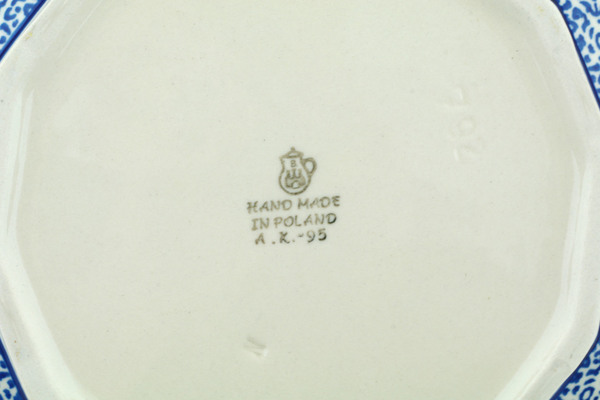 B
HAND MADE
IN POLAND
A.K.-95